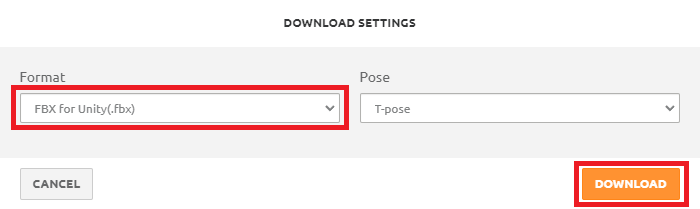 DOWNLOAD SETTINGS
Format Pose
FBX for Unity(.fbx) T-pose
CANCEL DOWNLOAD